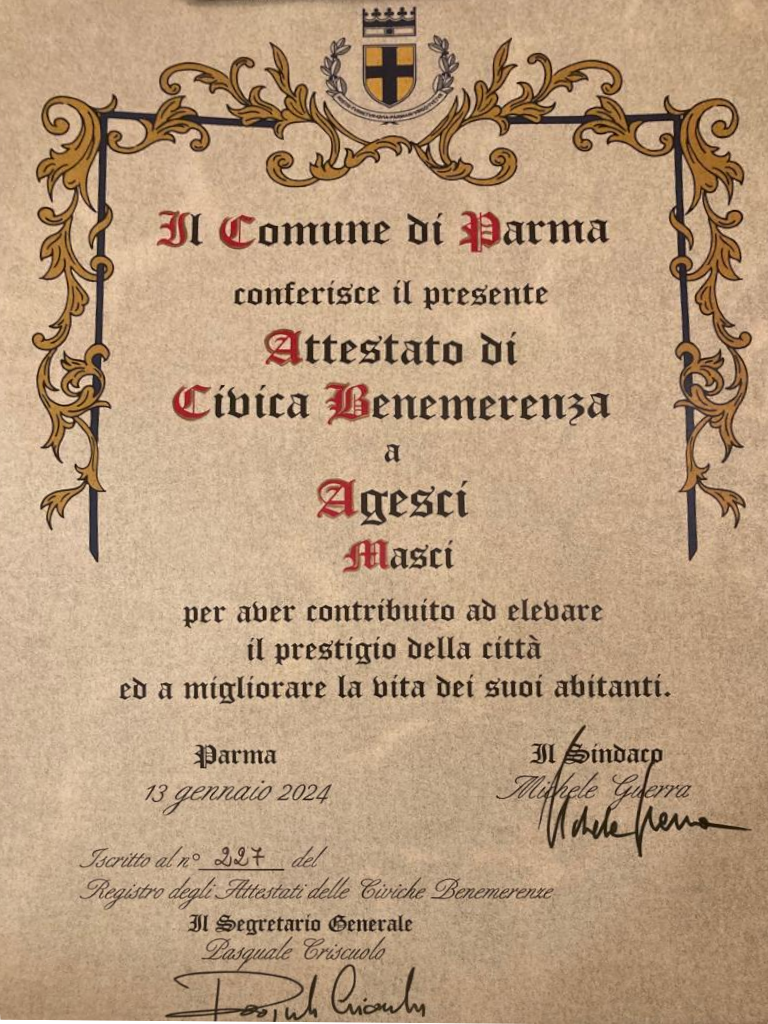 Il Comune di Parma
conferisce il presente
Attestato di
Civica Benemerenza
a
Agesci
Masci
per aver contribuito ad elevare
il prestigio della città
ed a migliorare la vita dei suoi abitanti.
Parma
13 gennaio 2024
Il Sindaco
Michele Guerra
Michele Guerra
Iscritto al n° 227 del
Registro degli Attestati delle Civiche Benemerenze
Il Segretario Generale
Pasquale Criscuolo